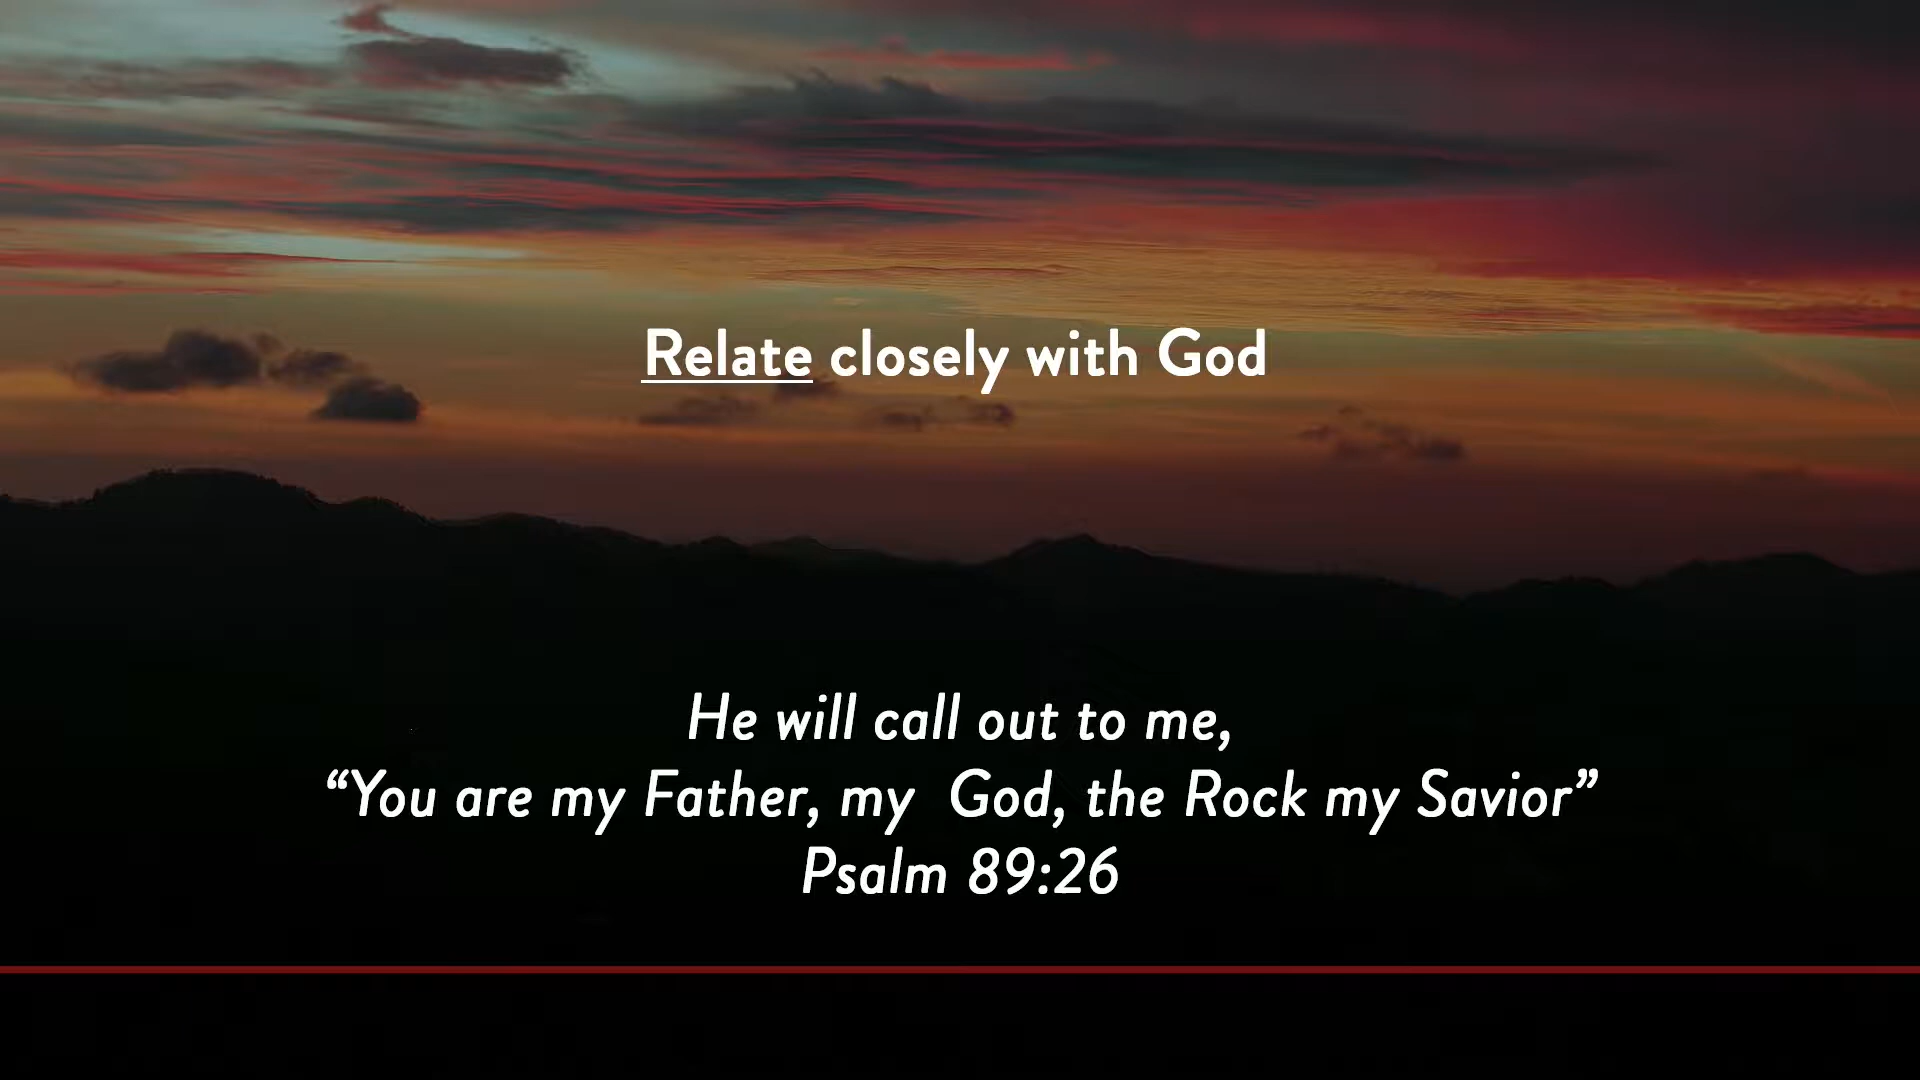 Relate closely with God
He will call out to me,
“You are my Father, my  God, the Rock my Savior”
Psalm 89:26